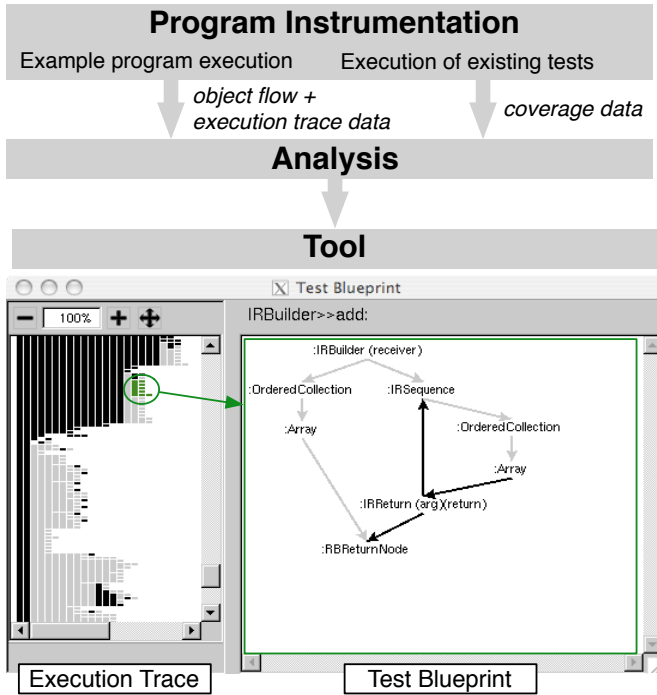 Program Instrumentation
Example program execution
Execution of existing tests
object flow +
execution trace data
coverage data
Analysis
Tool
X Test Blueprint
100%
IRBuilder>>add:
:IRBuilder (receiver)
:OrderedCollection
:IRSequence
:Array
:OrderedCollection
:Array
:IRReturn (arg)(return)
:RBReturnNode
Execution Trace
Test Blueprint